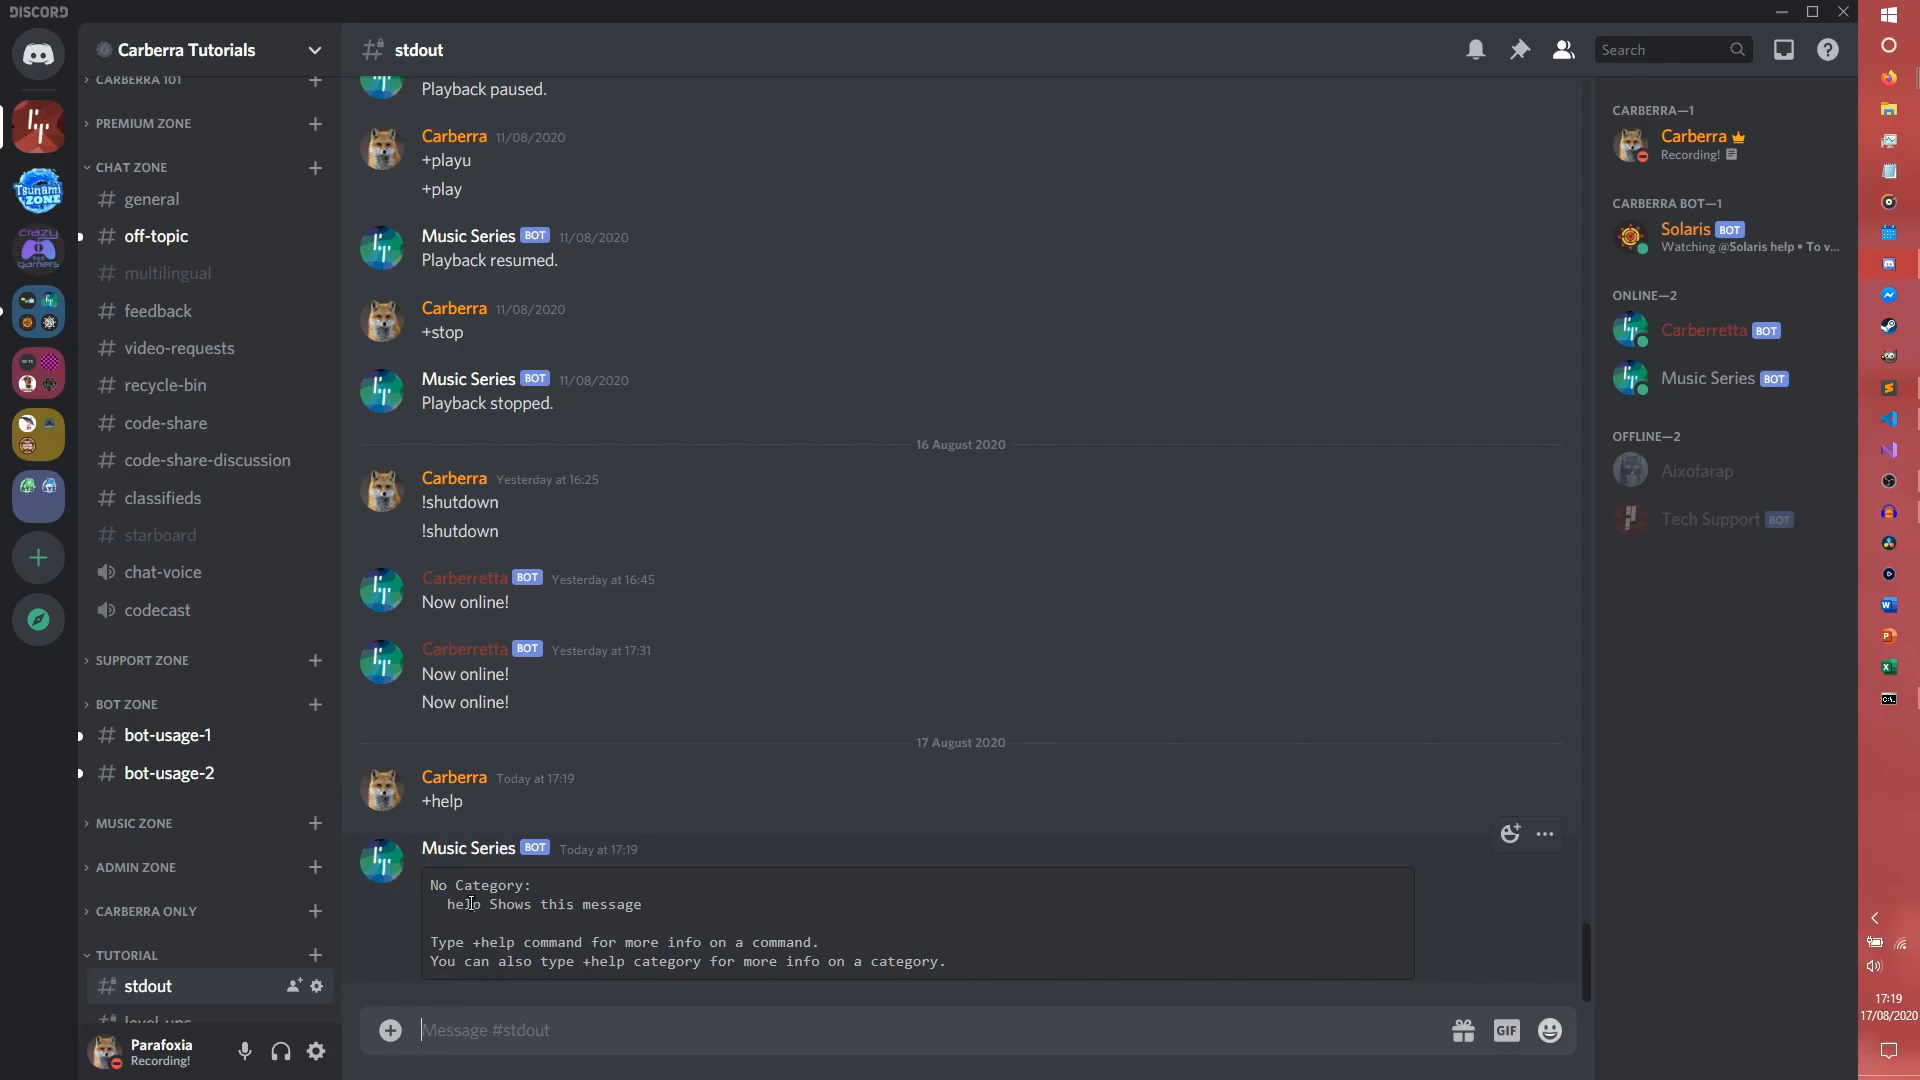 DISCORD
Carberra Tutorials
CARBERRA 101
PREMIUM ZONE
CHAT ZONE
general
off-topic
multilingual
feedback
video-requests
recycle-bin
code-share
code-share-discussion
classifieds
starboard
chat-voice
codecast
SUPPORT ZONE
BOT ZONE
bot-usage-1
bot-usage-2
MUSIC ZONE
ADMIN ZONE
CARBERRA ONLY
TUTORIAL
stdout
level-ups
Parafoxia
Recording!
Tsunami
ZONE
crazy
gamers
stdout
Search
Playback paused.
Carberra 11/08/2020
+playu
+play
Music Series BOT 11/08/2020
Playback resumed.
Carberra 11/08/2020
+stop
Music Series BOT 11/08/2020
Playback stopped.
16 August 2020
Carberra Yesterday at 16:25
!shutdown
!shutdown
Carberretta BOT Yesterday at 16:45
Now online!
Carberretta BOT Yesterday at 17:31
Now online!
Now online!
17 August 2020
Carberra Today at 17:19
+help
Music Series BOT Today at 17:19
No Category:
help Shows this message
Type +help command for more info on a command.
You can also type +help category for more info on a category.
Message #stdout
GIF
CARBERRA—1
Carberra
Recording!
CARBERRA BOT—1
Solaris BOT
Watching @Solaris help • To v...
ONLINE—2
Carberretta BOT
Music Series BOT
OFFLINE—2
Aixofarap
Tech Support BOT
17:19
17/08/2020